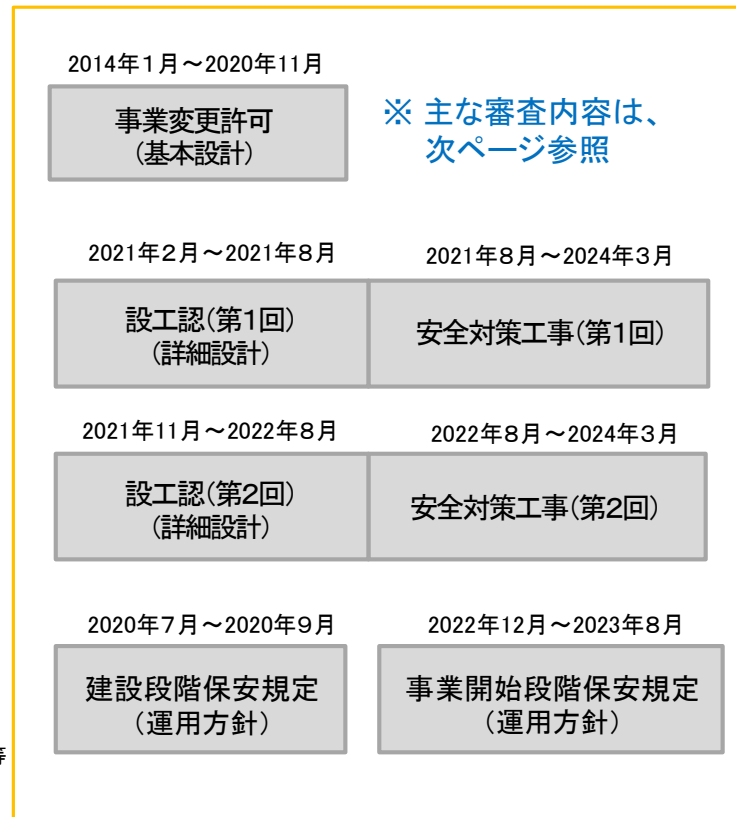 2014年1月～2020年11月
事業変更許可
(基本設計)
※ 主な審査内容は、
次ページ参照
2021年2月～2021年8月
2021年8月～2024年3月
設工認(第1回)
(詳細設計)
安全対策工事(第1回)
2021年11月～2022年8月
2022年8月～2024年3月
設工認(第2回)
(詳細設計)
安全対策工事(第2回)
2020年7月～2020年9月
2022年12月～2023年8月
建設段階保安規定
(運用方針)
事業開始段階保安規定
(運用方針)
等